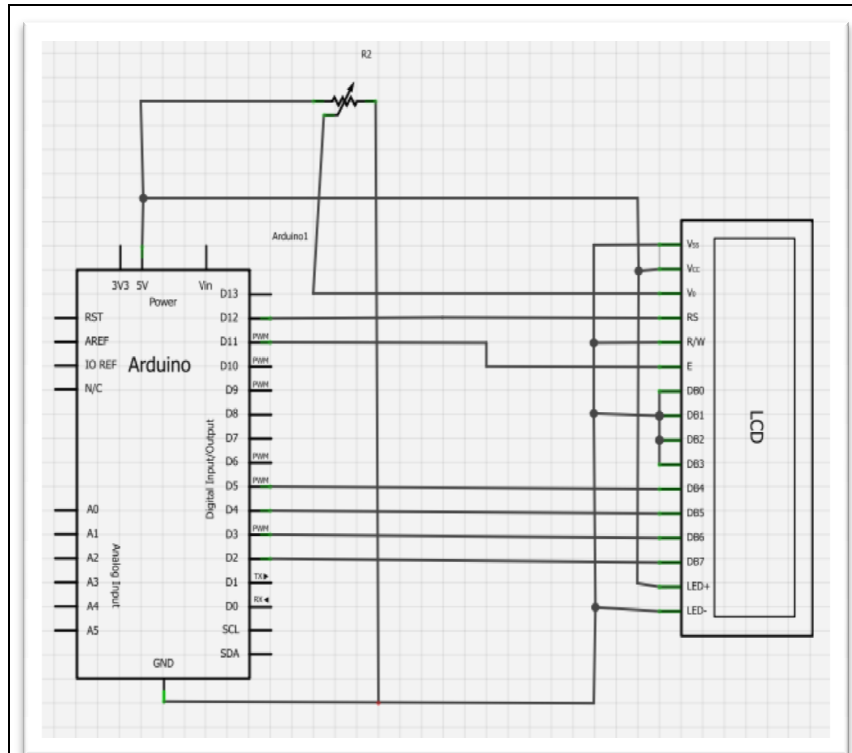 R2
Arduino1
3V3 5V Vin
Power
RST
AREF
IO REF
N/C
Arduino
A0
A1
A2
A3
A4
A5
Analog Input
Digital Input/Output
D13
D12
D11 PWM
D10 PWM
D9 PWM
D8
D7
D6 PWM
D5 PWM
D4
D3 PWM
D2
D1 TX
D0 RX
SCL
SDA
GND
VSS
VCC
V0
RS
R/W
E
DB0
DB1
DB2
DB3
DB4
DB5
DB6
DB7
LED+
LED-
LCD